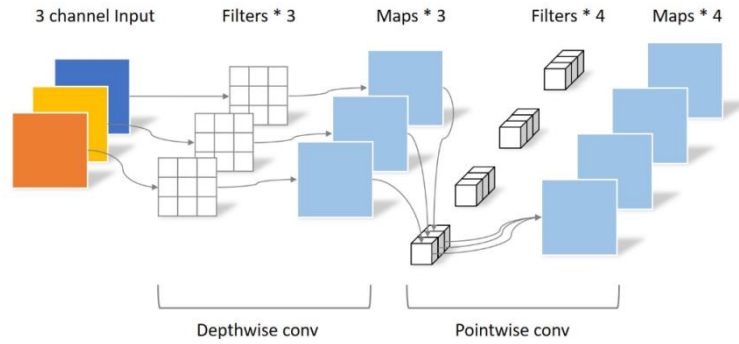 3 channel Input Filters * 3 Maps * 3 Filters * 4 Maps * 4
Depthwise conv Pointwise conv